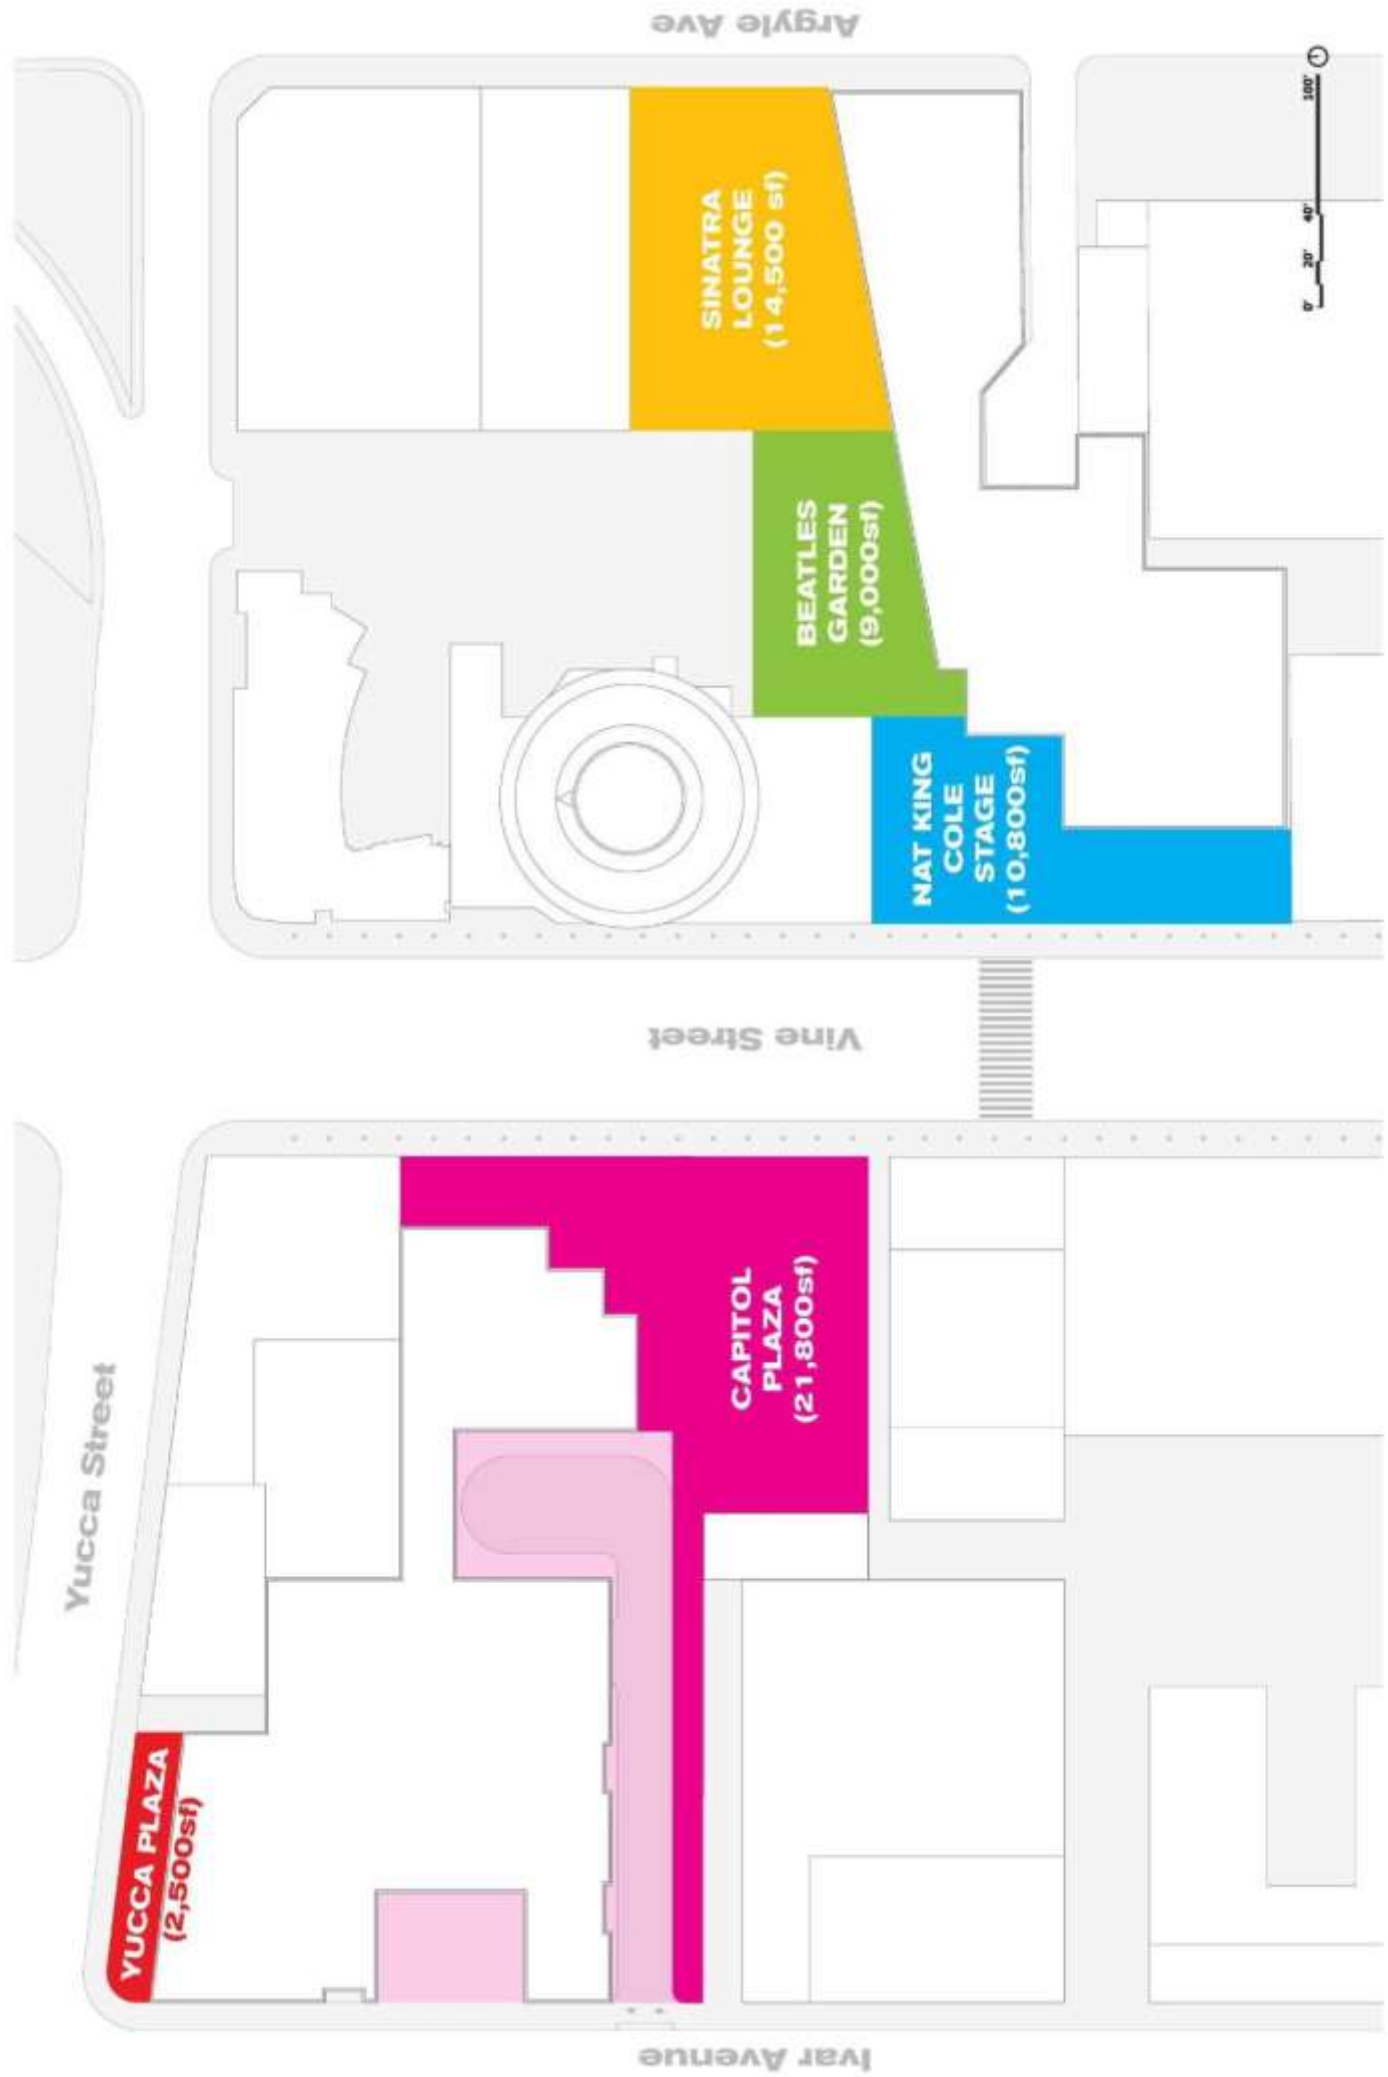 Argyle Ave
SINATRA
LOUNGE
(14,500 sf)
0'
20'
40'
100'
BEATLES
GARDEN
(9,000sf)
NAT KING
COLE
STAGE
(10,800sf)
Vine Street
CAPITOL
PLAZA
(21,800sf)
Yucca Street
YUCCA PLAZA
(2,500sf)
Ivar Avenue